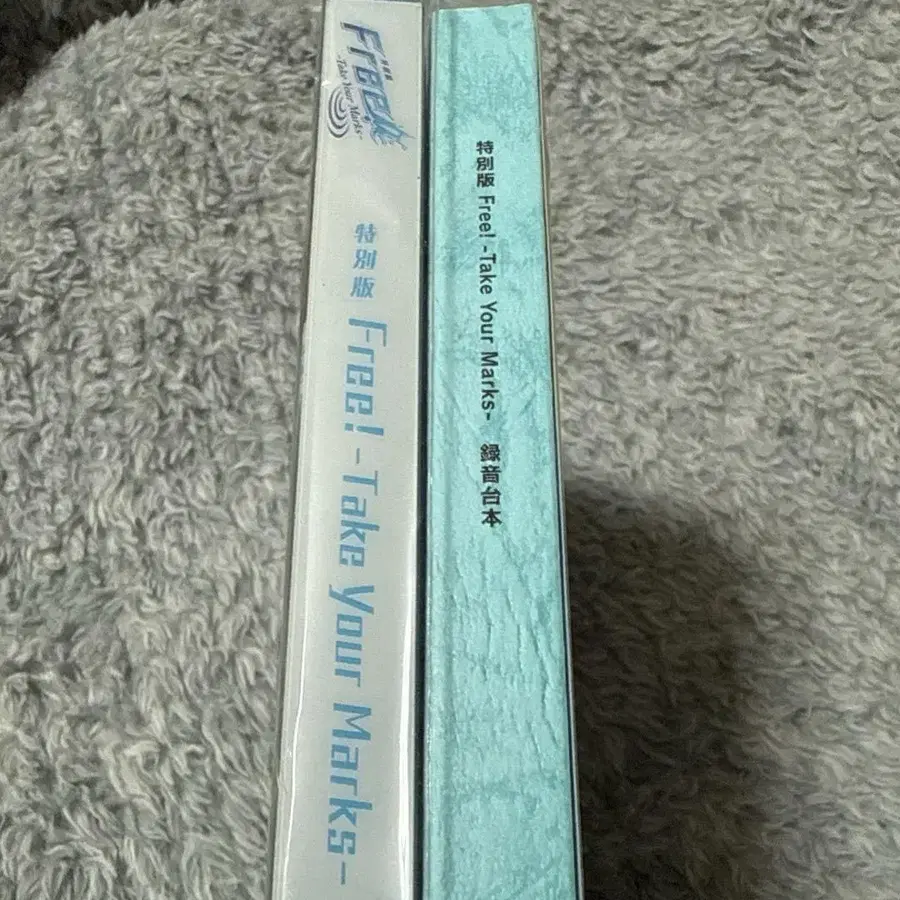 Free!
-Take Your Marks-
特別版 Free! -Take Your Marks-
特別版 Free! -Take Your Marks- 録音台本